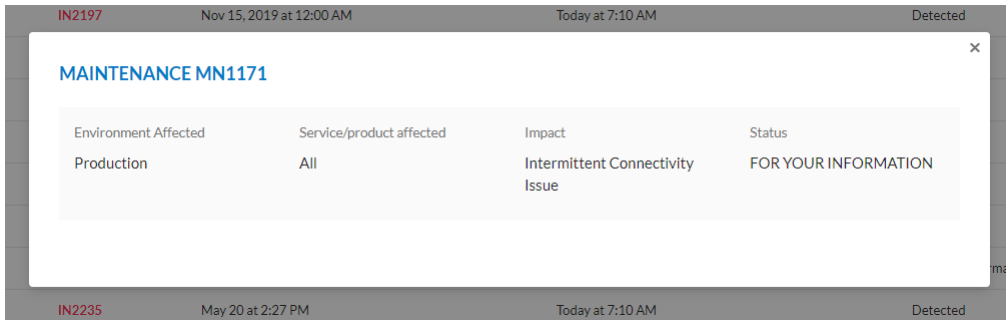 IN2197 Nov 15, 2019 at 12:00 AM Today at 7:10 AM Detected
×
MAINTENANCE MN1171
Environment Affected Service/product affected Impact Status
Production All Intermittent Connectivity FOR YOUR INFORMATION
Issue
IN2235 May 20 at 2:27 PM Today at 7:10 AM Detected